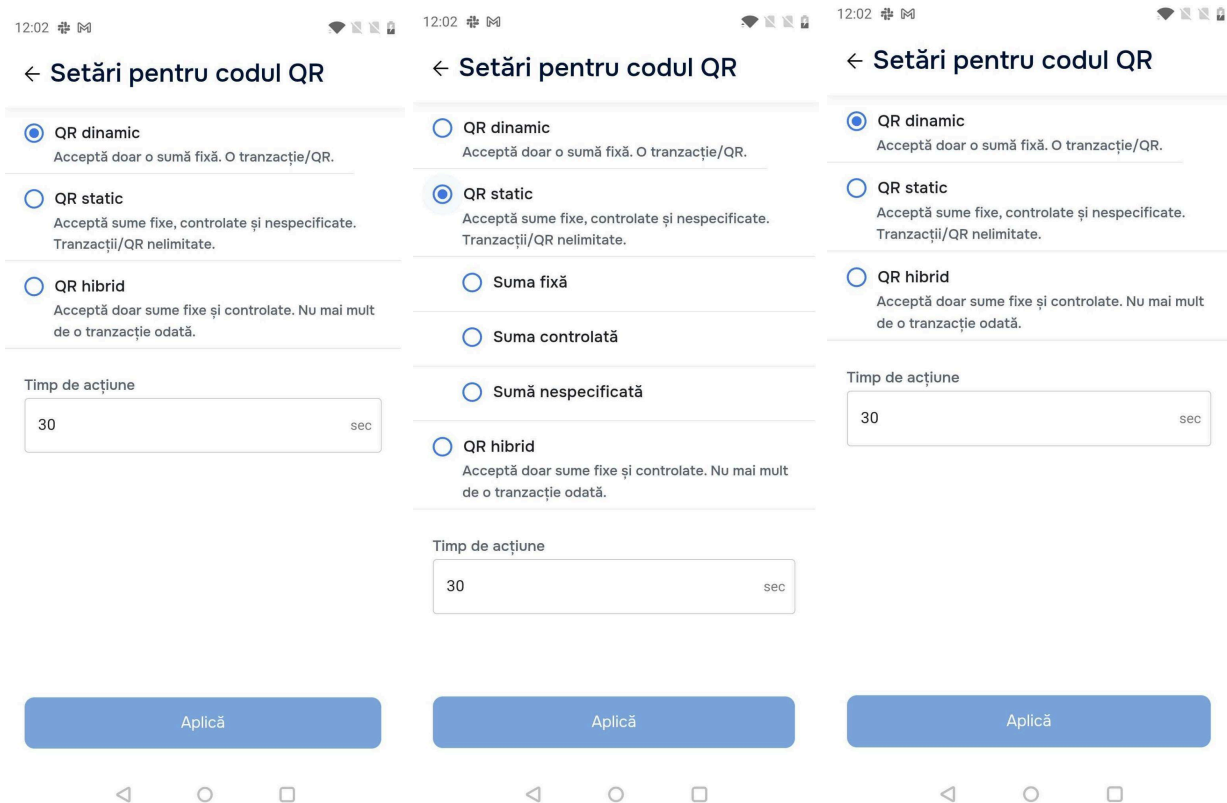 12:02
Setări pentru codul QR
QR dinamic
Acceptă doar o sumă fixă. O tranzacție/QR.
QR static
Acceptă sume fixe, controlate și nespecificate.
Tranzacții/QR nelimitate.
QR hibrid
Acceptă doar sume fixe și controlate. Nu mai mult
de o tranzacție odată.
Timp de acțiune
30 sec
Aplică
12:02
Setări pentru codul QR
QR dinamic
Acceptă doar o sumă fixă. O tranzacție/QR.
QR static
Acceptă sume fixe, controlate și nespecificate.
Tranzacții/QR nelimitate.
Suma fixă
Suma controlată
Sumă nespecificată
QR hibrid
Acceptă doar sume fixe și controlate. Nu mai mult
de o tranzacție odată.
Timp de acțiune
30 sec
Aplică
12:02
Setări pentru codul QR
QR dinamic
Acceptă doar o sumă fixă. O tranzacție/QR.
QR static
Acceptă sume fixe, controlate și nespecificate.
Tranzacții/QR nelimitate.
QR hibrid
Acceptă doar sume fixe și controlate. Nu mai mult
de o tranzacție odată.
Timp de acțiune
30 sec
Aplică